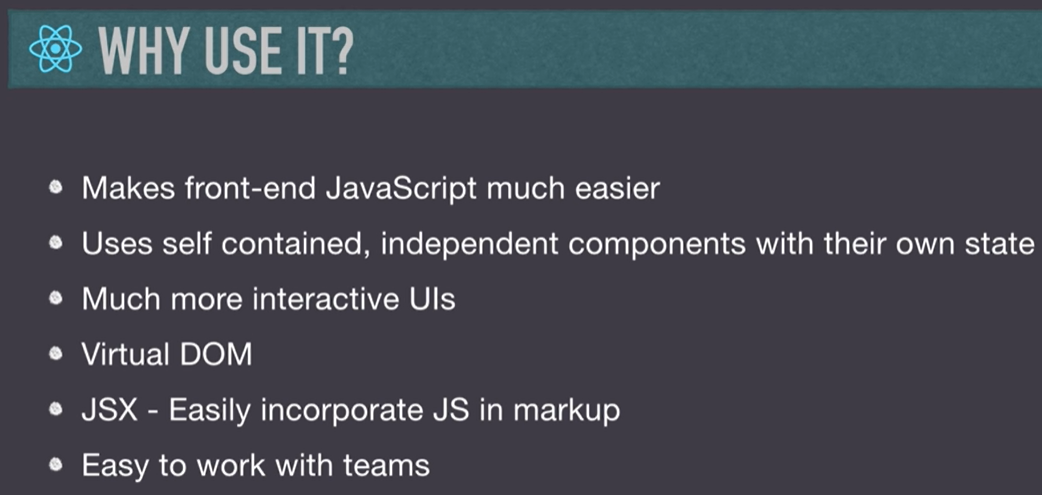 WHY USE IT?
Makes front-end JavaScript much easier
Uses self contained, independent components with their own state
Much more interactive UIs
Virtual DOM
JSX - Easily incorporate JS in markup
Easy to work with teams